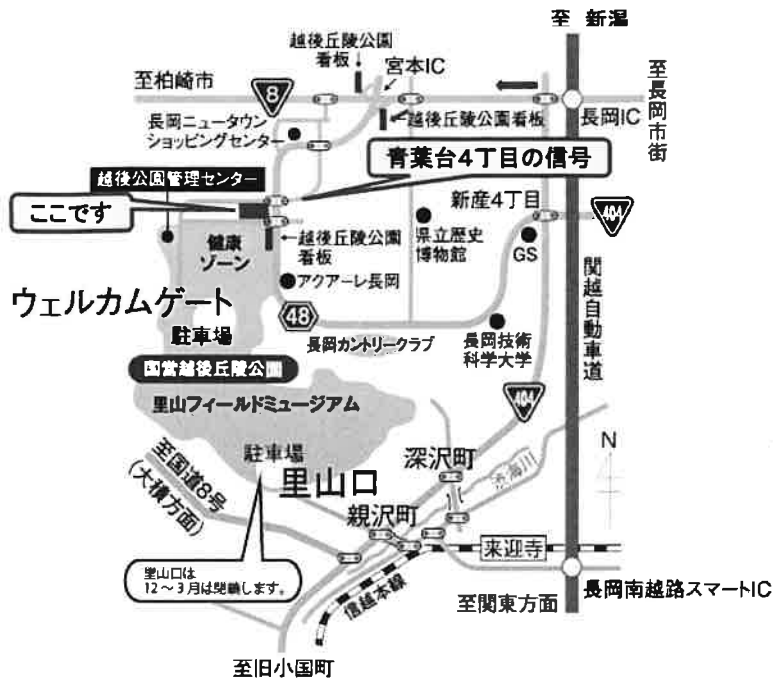 至 新潟
越後丘陵公園
看板
宮本IC
至柏崎市
8
至長岡市街
長岡IC
長岡ニュータウン
ショッピングセンター
越後丘陵公園看板
青葉台4丁目の信号
越後公園管理センター
ここです
新産4丁目
404
県立歴史
博物館
GS
健康
ゾーン
越後丘陵公園
看板
アクアーレ長岡
関越自動車道
ウェルカムゲート
駐車場
48
長岡カントリークラブ
長岡技術
科学大学
国営越後丘陵公園
里山フィールドミュージアム
404
N
至国道8号
(大積方面)
駐車場
里山口
深沢町
渋海川
親沢町
来迎寺
里山口は
12~3月は閉鎖します。
信越本線
至関東方面
長岡南越路スマートIC
至旧小国町